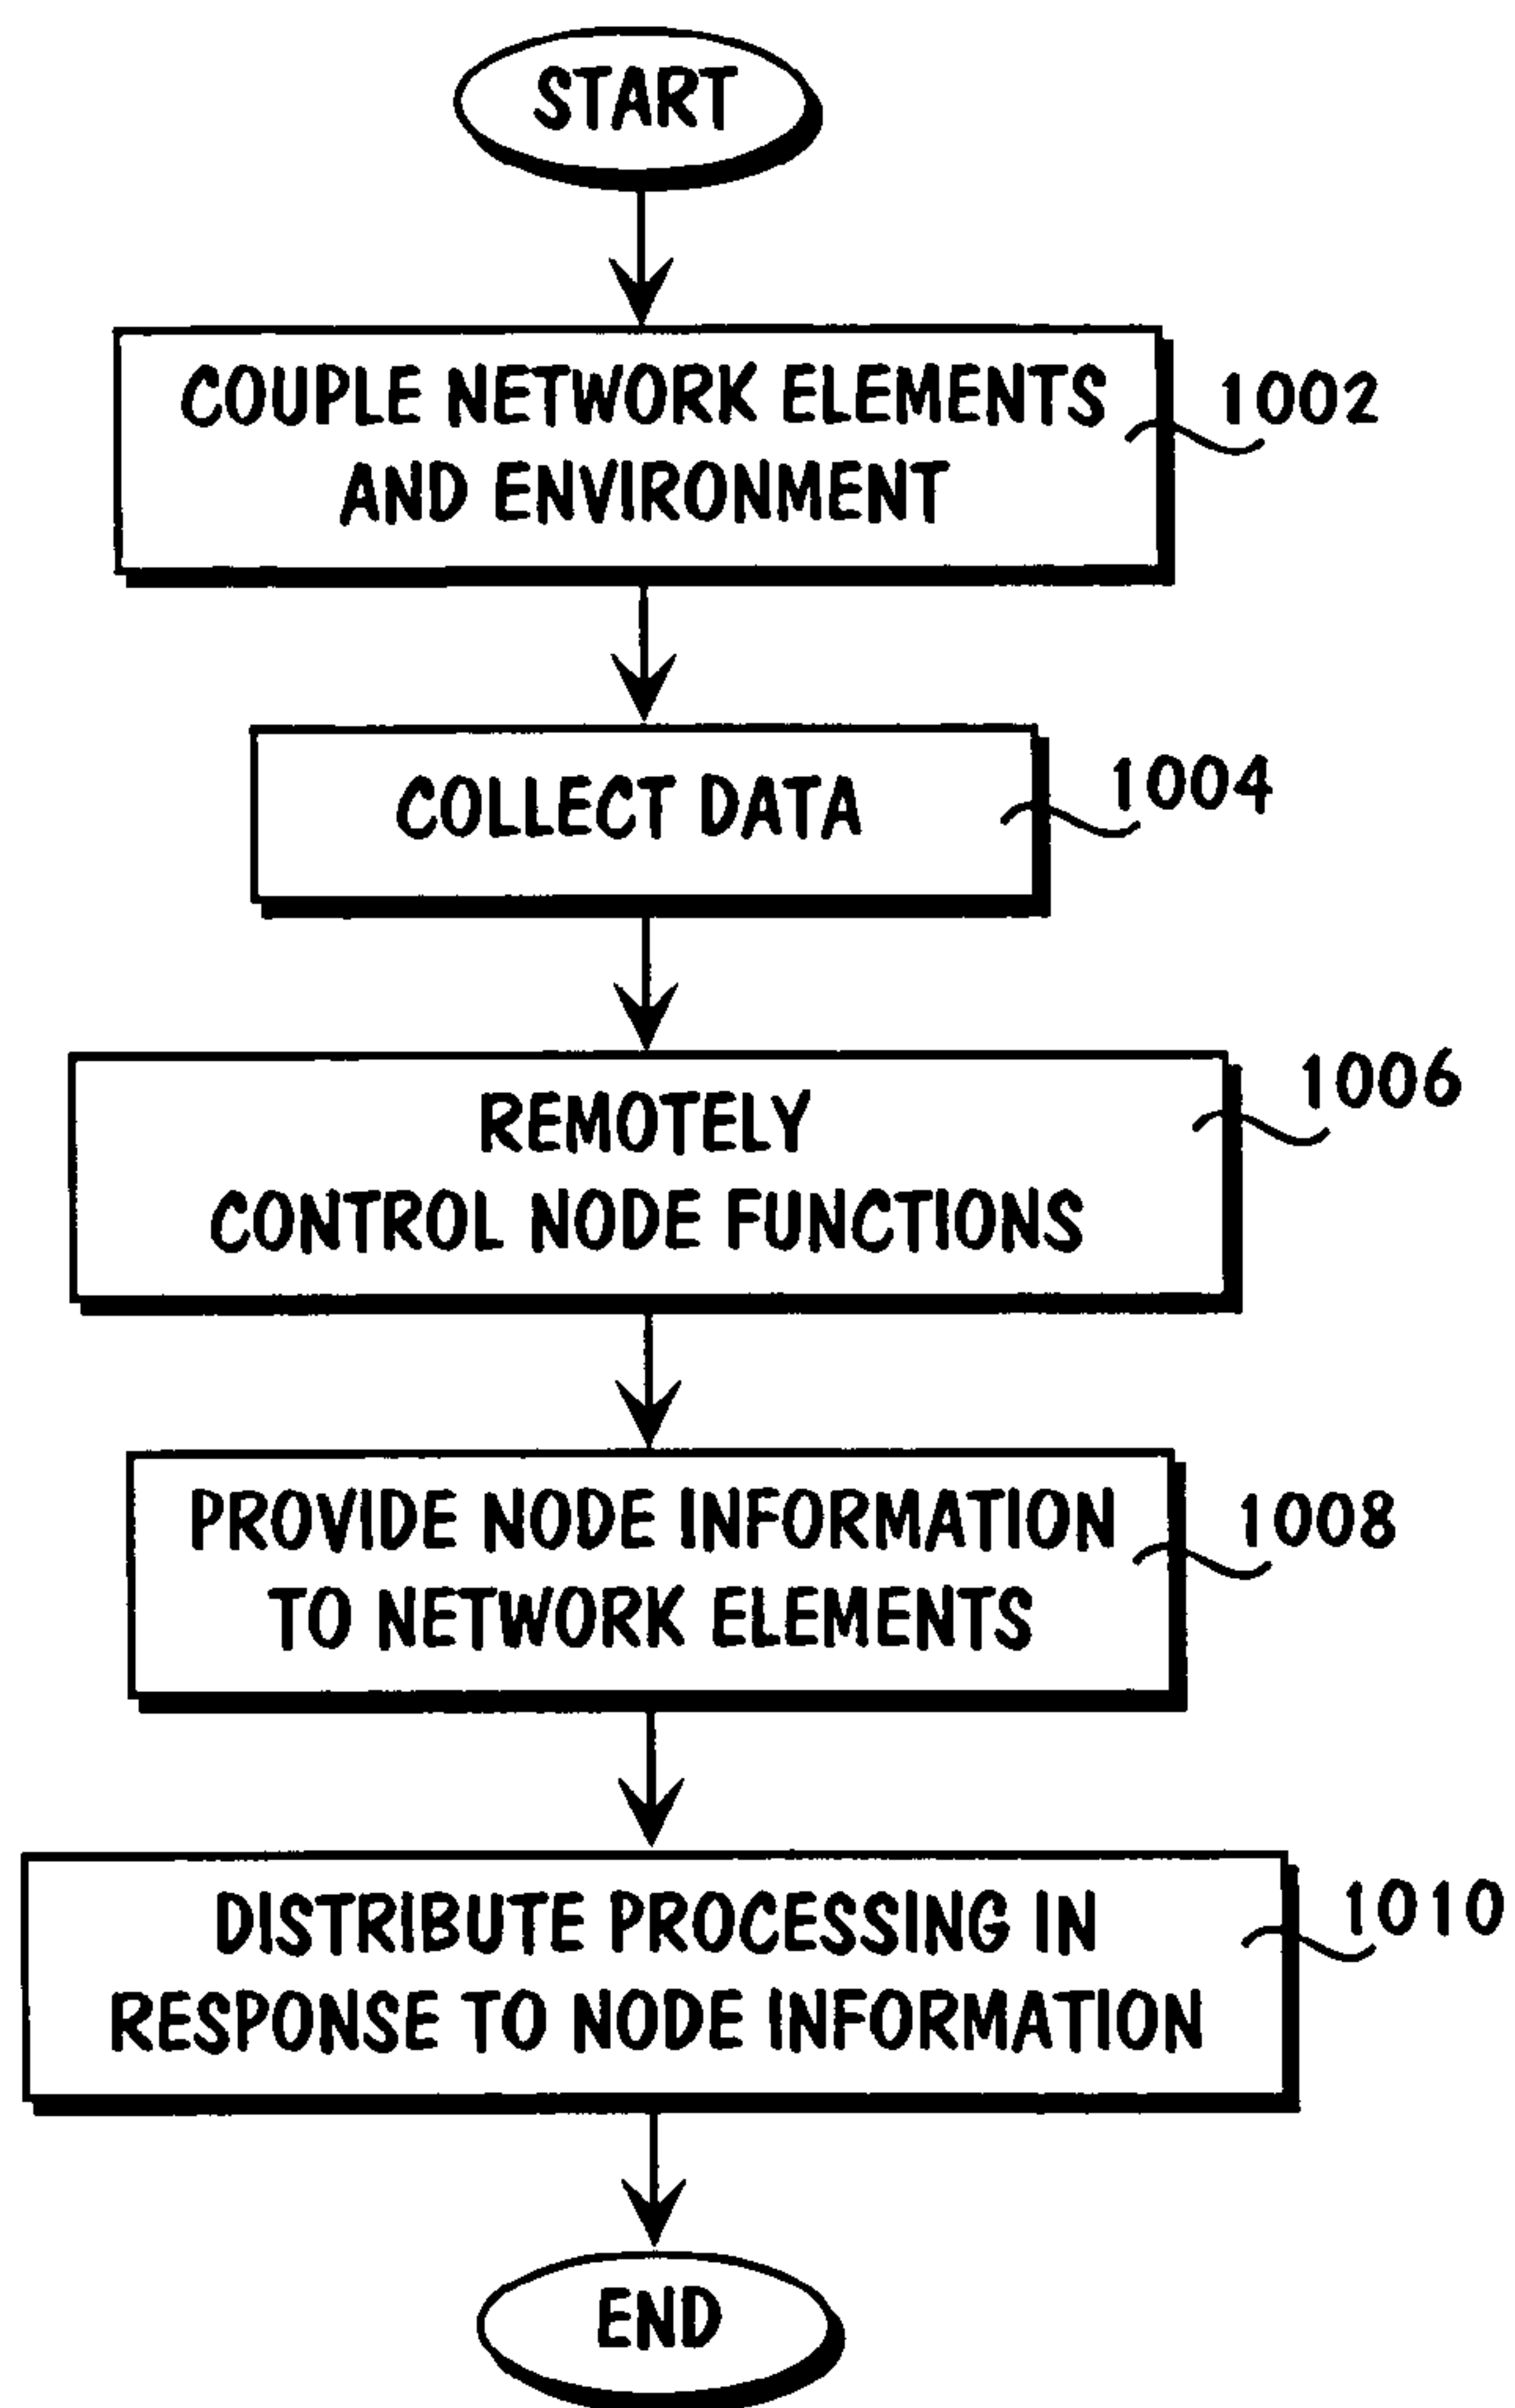 START
COUPLE NETWORK ELEMENTS
AND ENVIRONMENT
1002
COLLECT DATA
1004
REMOTELY
CONTROL NODE FUNCTIONS
1006
PROVIDE NODE INFORMATION
TO NETWORK ELEMENTS
1008
DISTRIBUTE PROCESSING IN
RESPONSE TO NODE INFORMATION
1010
END